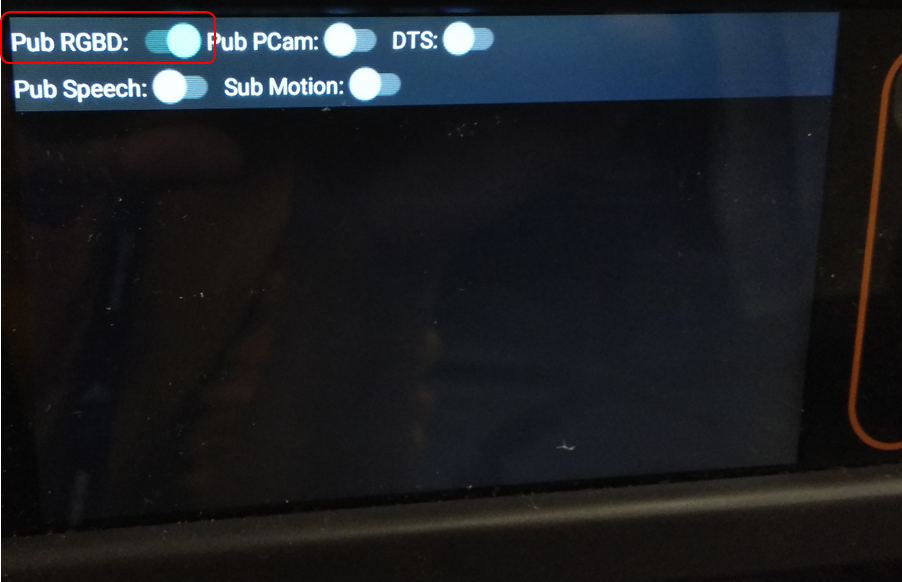 Pub RGBD: Pub PCam: DTS:
Pub Speech: Sub Motion: